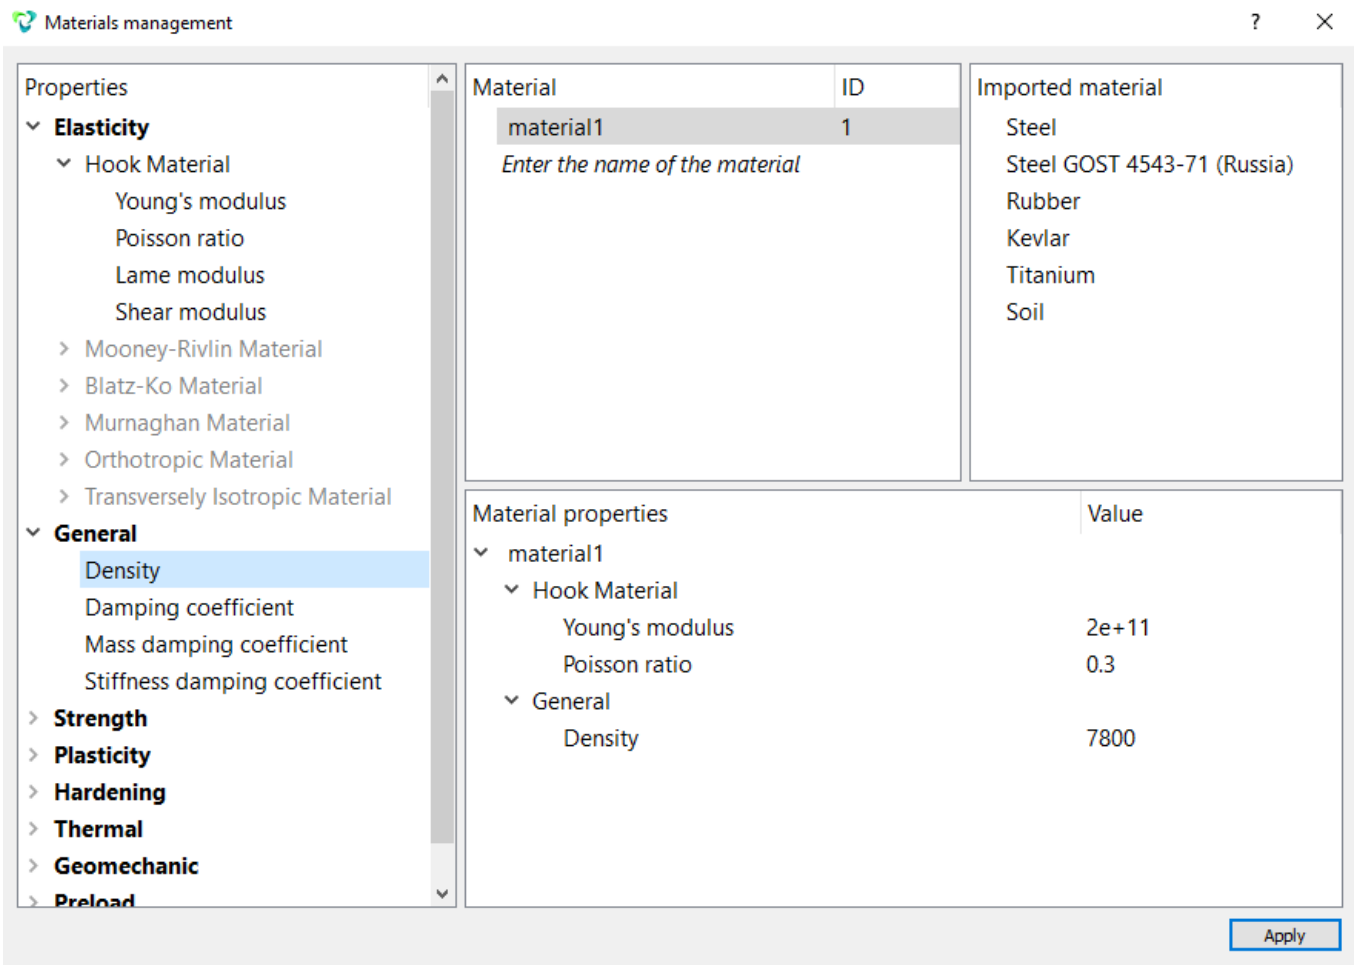 Materials management
?
Properties
Elasticity
Hook Material
Young's modulus
Poisson ratio
Lame modulus
Shear modulus
Mooney-Rivlin Material
Blatz-Ko Material
Murnaghan Material
Orthotropic Material
Transversely Isotropic Material
General
Density
Damping coefficient
Mass damping coefficient
Stiffness damping coefficient
Strength
Plasticity
Hardening
Thermal
Geomechanic
Preload
Material ID
material1 1
Enter the name of the material
Imported material
Steel
Steel GOST 4543-71 (Russia)
Rubber
Kevlar
Titanium
Soil
Material properties Value
material1
Hook Material
Young's modulus 2e+11
Poisson ratio 0.3
General
Density 7800
Apply